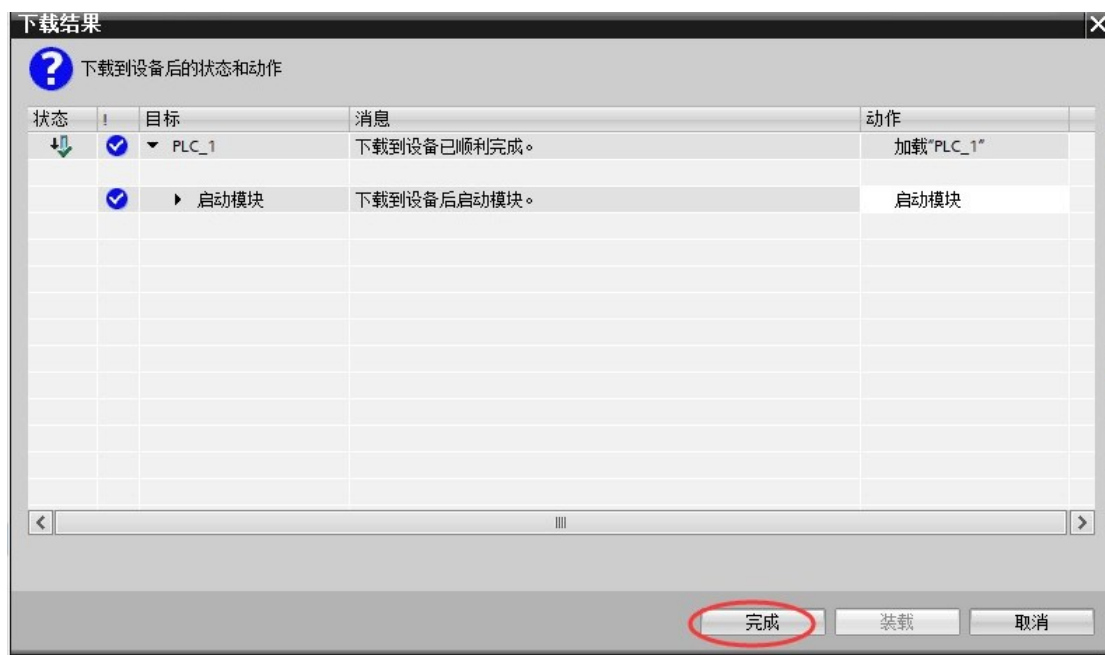 下载结果
下载到设备后的状态和动作
状态 ! 目标 消息 动作
PLC_1 下载到设备已顺利完成。 加载"PLC_1"
启动模块 下载到设备后启动模块。 启动模块
完成 装载 取消